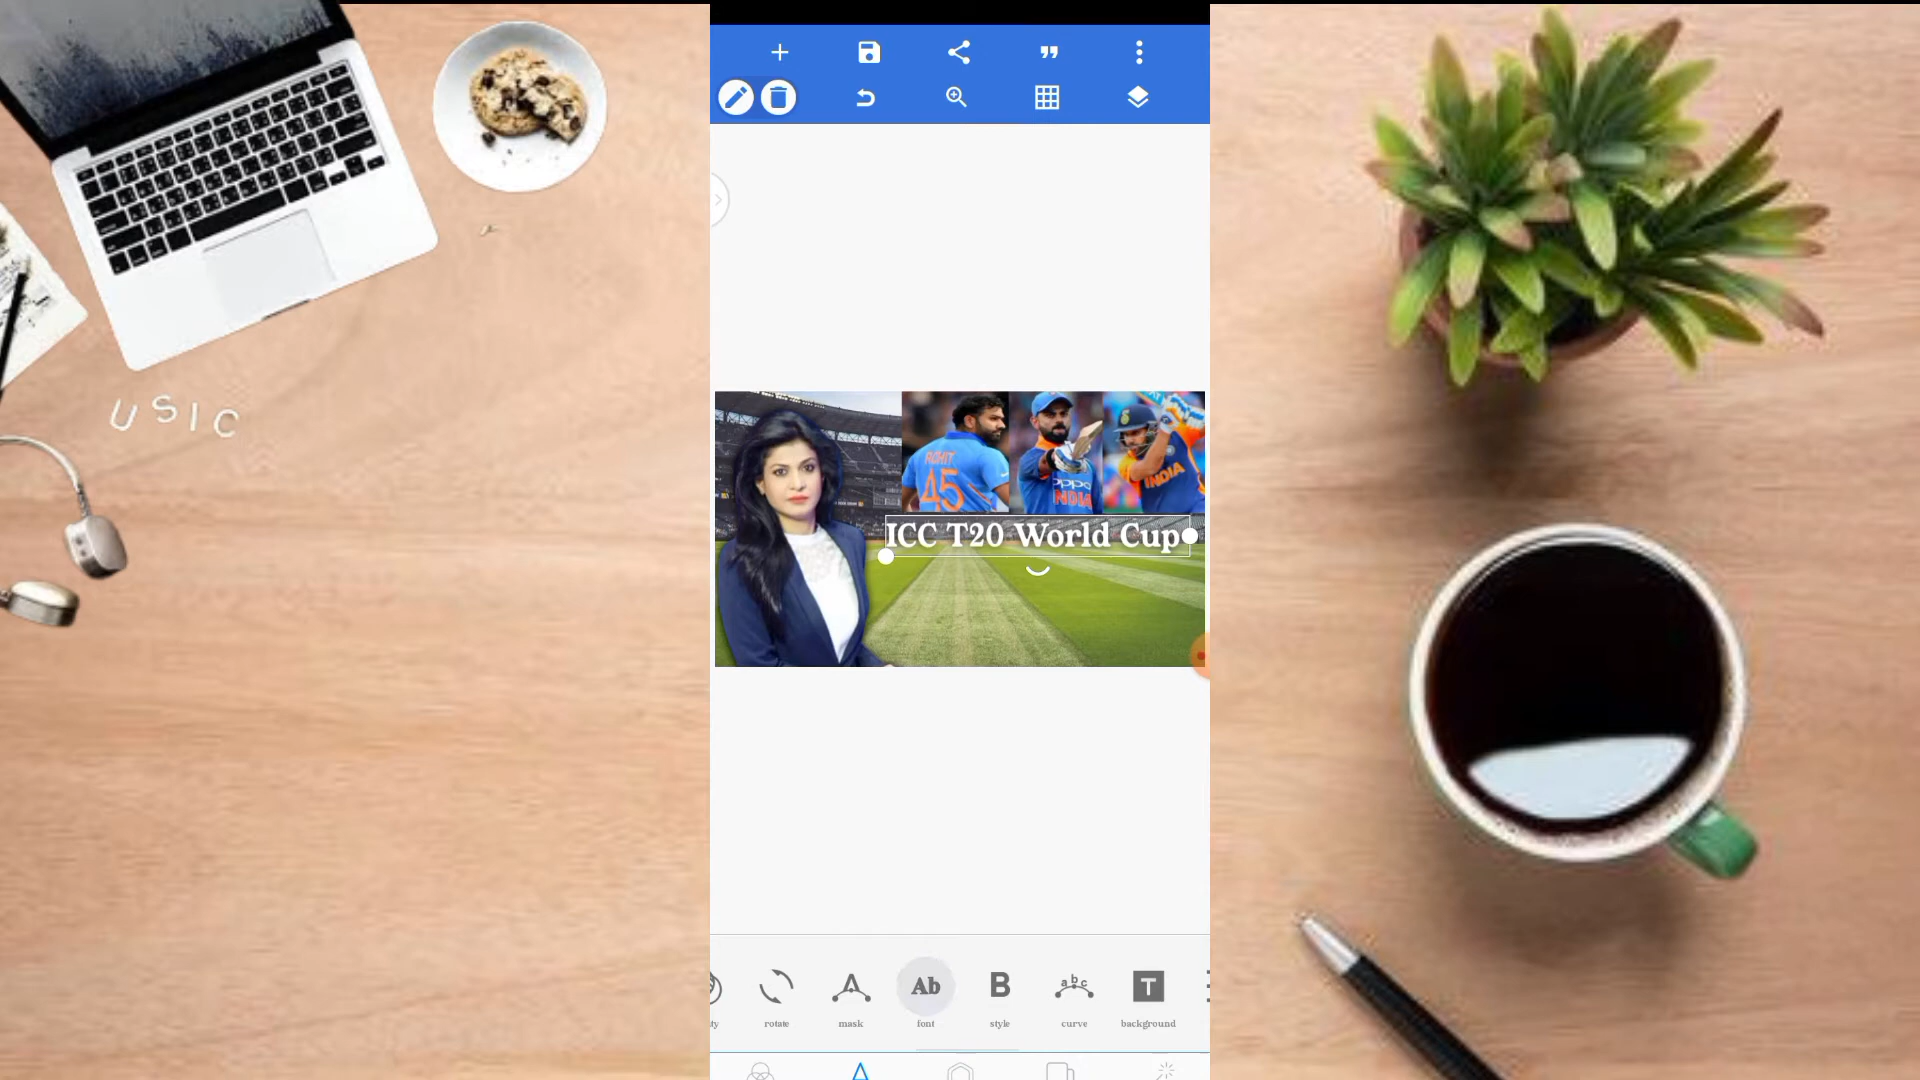 USIC
ROHIT
45
oppo
INDIA
INDIA
ICC T20 World Cup
Ab
B
abc
T
rotate
mask
font
style
curve
background